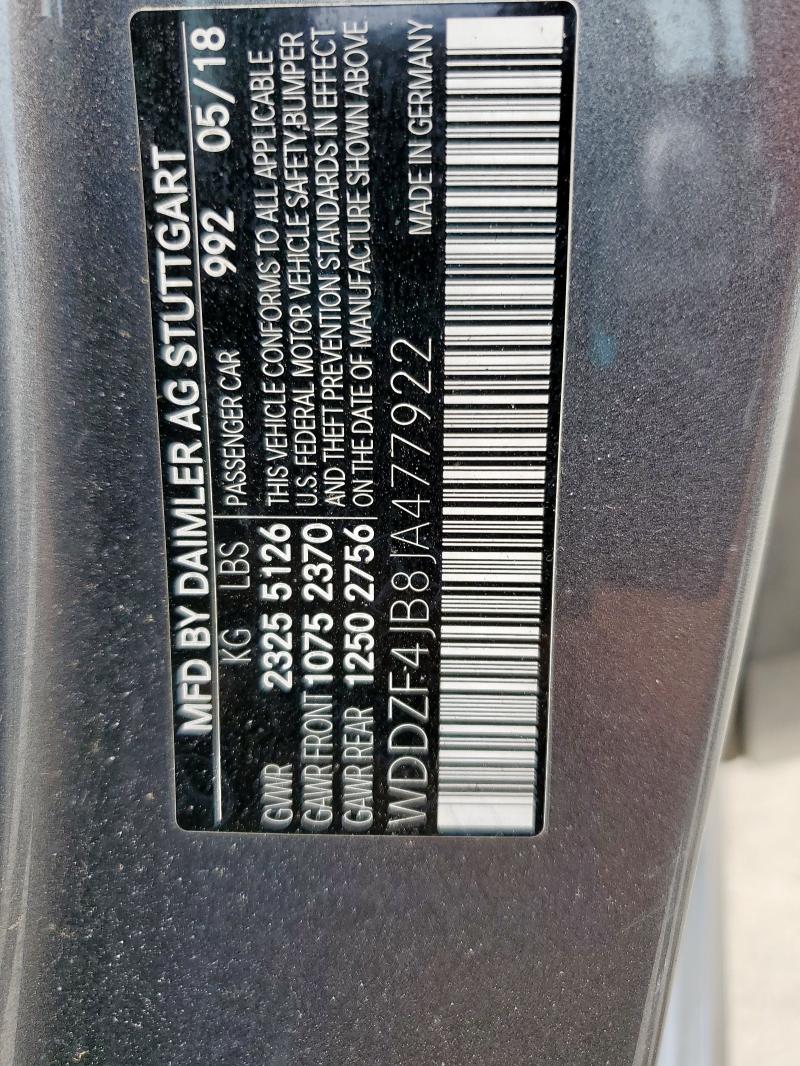 MFD BY DAIMLER AG STUTTGART
992 05/18
KG LBS PASSENGER CAR
GVWR 2325 5126 THIS VEHICLE CONFORMS TO ALL APPLICABLE
GAWR FRONT 1075 2370 U.S. FEDERAL MOTOR VEHICLE SAFETY,BUMPER
GAWR REAR 1250 2756 AND THEFT PREVENTION STANDARDS IN EFFECT
ON THE DATE OF MANUFACTURE SHOWN ABOVE
WDDZF4JB8JA477922 MADE IN GERMANY